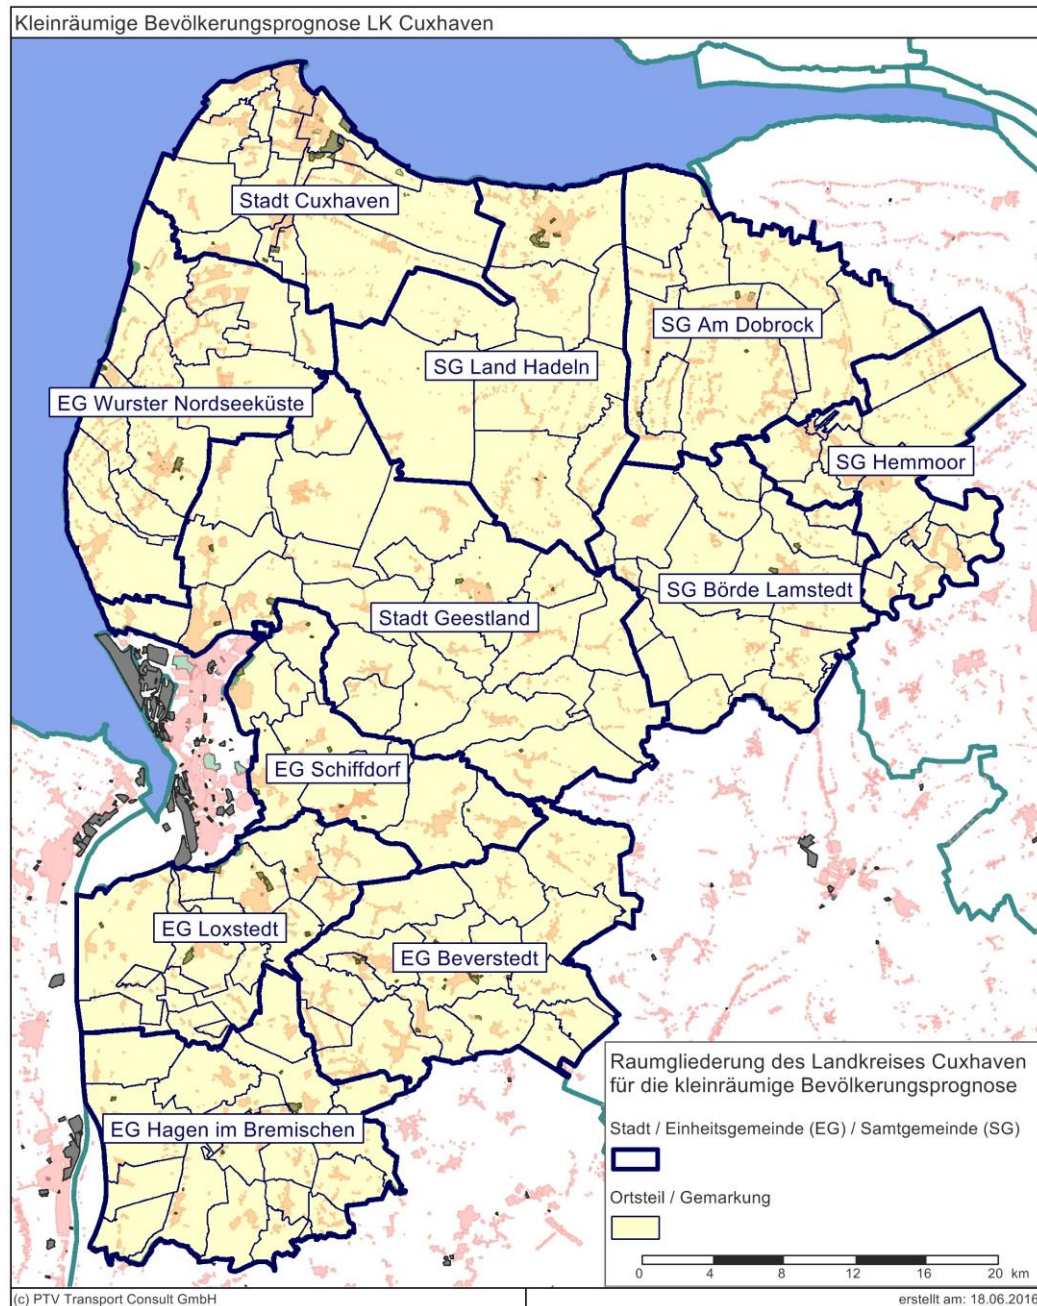 Kleinräumige Bevölkerungsprognose LK Cuxhaven
Stadt Cuxhaven
SG Am Dobrock
SG Land Hadeln
EG Wurster Nordseeküste
SG Hemmoor
SG Börde Lamstedt
Stadt Geestland
EG Schiffdorf
EG Loxstedt
EG Beverstedt
EG Hagen im Bremischen
Raumgliederung des Landkreises Cuxhaven
für die kleinräumige Bevölkerungsprognose
Stadt / Einheitsgemeinde (EG) / Samtgemeinde (SG)
Ortsteil / Gemarkung
0 4 8 12 16 20 km
(c) PTV Transport Consult GmbH
erstellt am: 18.06.2016